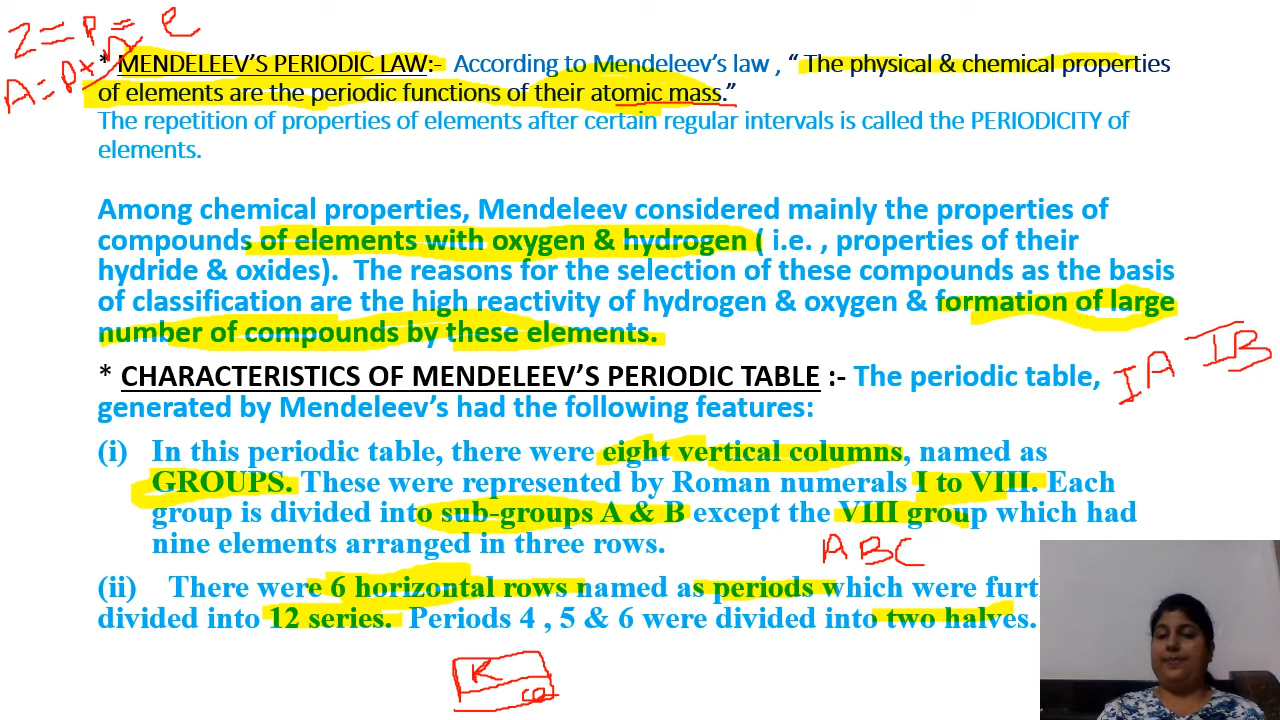 Z = P = e
A = P + n
* MENDELEEV'S PERIODIC LAW:- According to Mendeleev's law , “ The physical & chemical properties
of elements are the periodic functions of their atomic mass.”
The repetition of properties of elements after certain regular intervals is called the PERIODICITY of
elements.
Among chemical properties, Mendeleev considered mainly the properties of
compounds of elements with oxygen & hydrogen ( i.e. , properties of their
hydride & oxides). The reasons for the selection of these compounds as the basis
of classification are the high reactivity of hydrogen & oxygen & formation of large
number of compounds by these elements.
* CHARACTERISTICS OF MENDELEEV'S PERIODIC TABLE :- The periodic table,
IA IB
generated by Mendeleev's had the following features:
(i) In this periodic table, there were eight vertical columns, named as
GROUPS. These were represented by Roman numerals I to VIII. Each
group is divided into sub-groups A & B except the VIII group which had
nine elements arranged in three rows.
A B C
(ii) There were 6 horizontal rows named as periods which were furt
divided into 12 series. Periods 4 , 5 & 6 were divided into two halves.
K